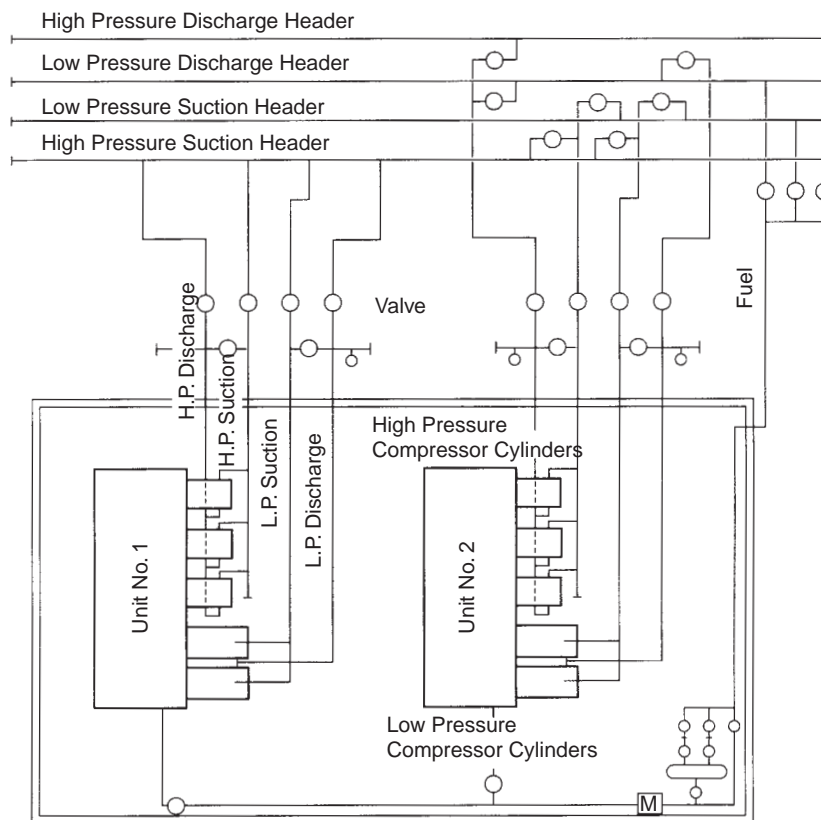 High Pressure Discharge Header
Low Pressure Discharge Header
Low Pressure Suction Header
High Pressure Suction Header
H.P. Discharge
H.P. Suction
L.P. Suction
L.P. Discharge
Valve
Fuel
High Pressure
Compressor Cylinders
Unit No. 1
Unit No. 2
Low Pressure
Compressor Cylinders
M